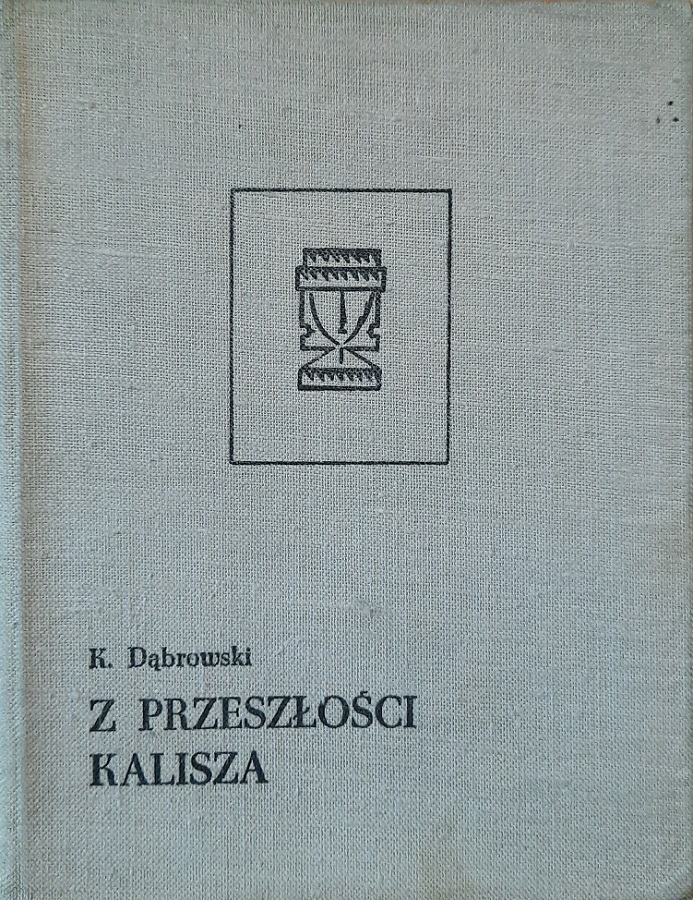 K. Dąbrowski
Z PRZESZŁOŚCI
KALISZA